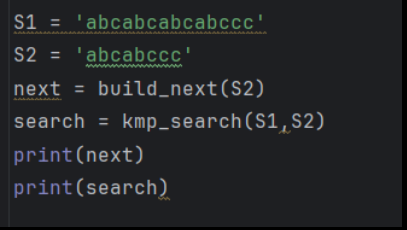 S1 = 'abcabcabcabccc'
S2 = 'abcabccc'
next = build_next(S2)
search = kmp_search(S1,S2)
print(next)
print(search)